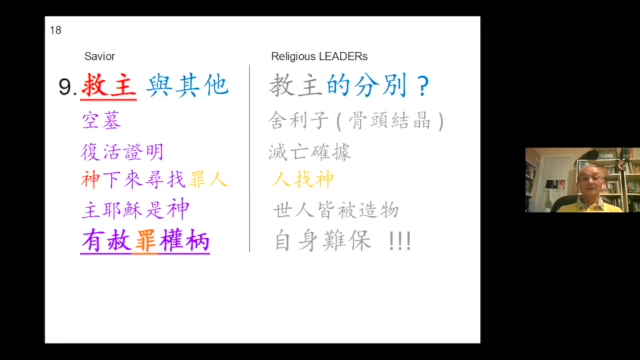 18
Savior Religious LEADERs
9. 救主 與其他 教主的分別？
空墓 舍利子 ( 骨頭結晶 )
復活證明 滅亡確據
神下來尋找罪人 人找神
主耶穌是神 世人皆被造物
有赦罪權柄 自身難保 !!!